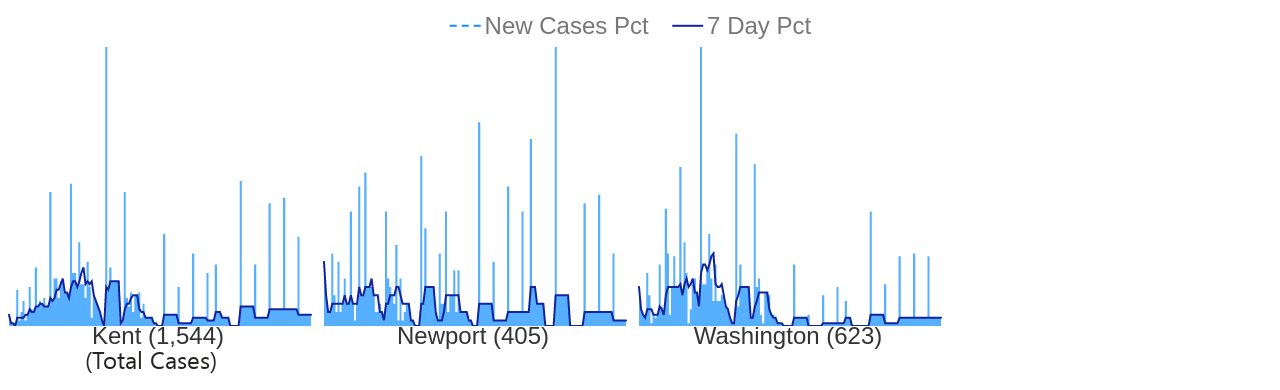 New Cases Pct 7 Day Pct
Kent (1,544) Newport (405) Washington (623)
(Total Cases)